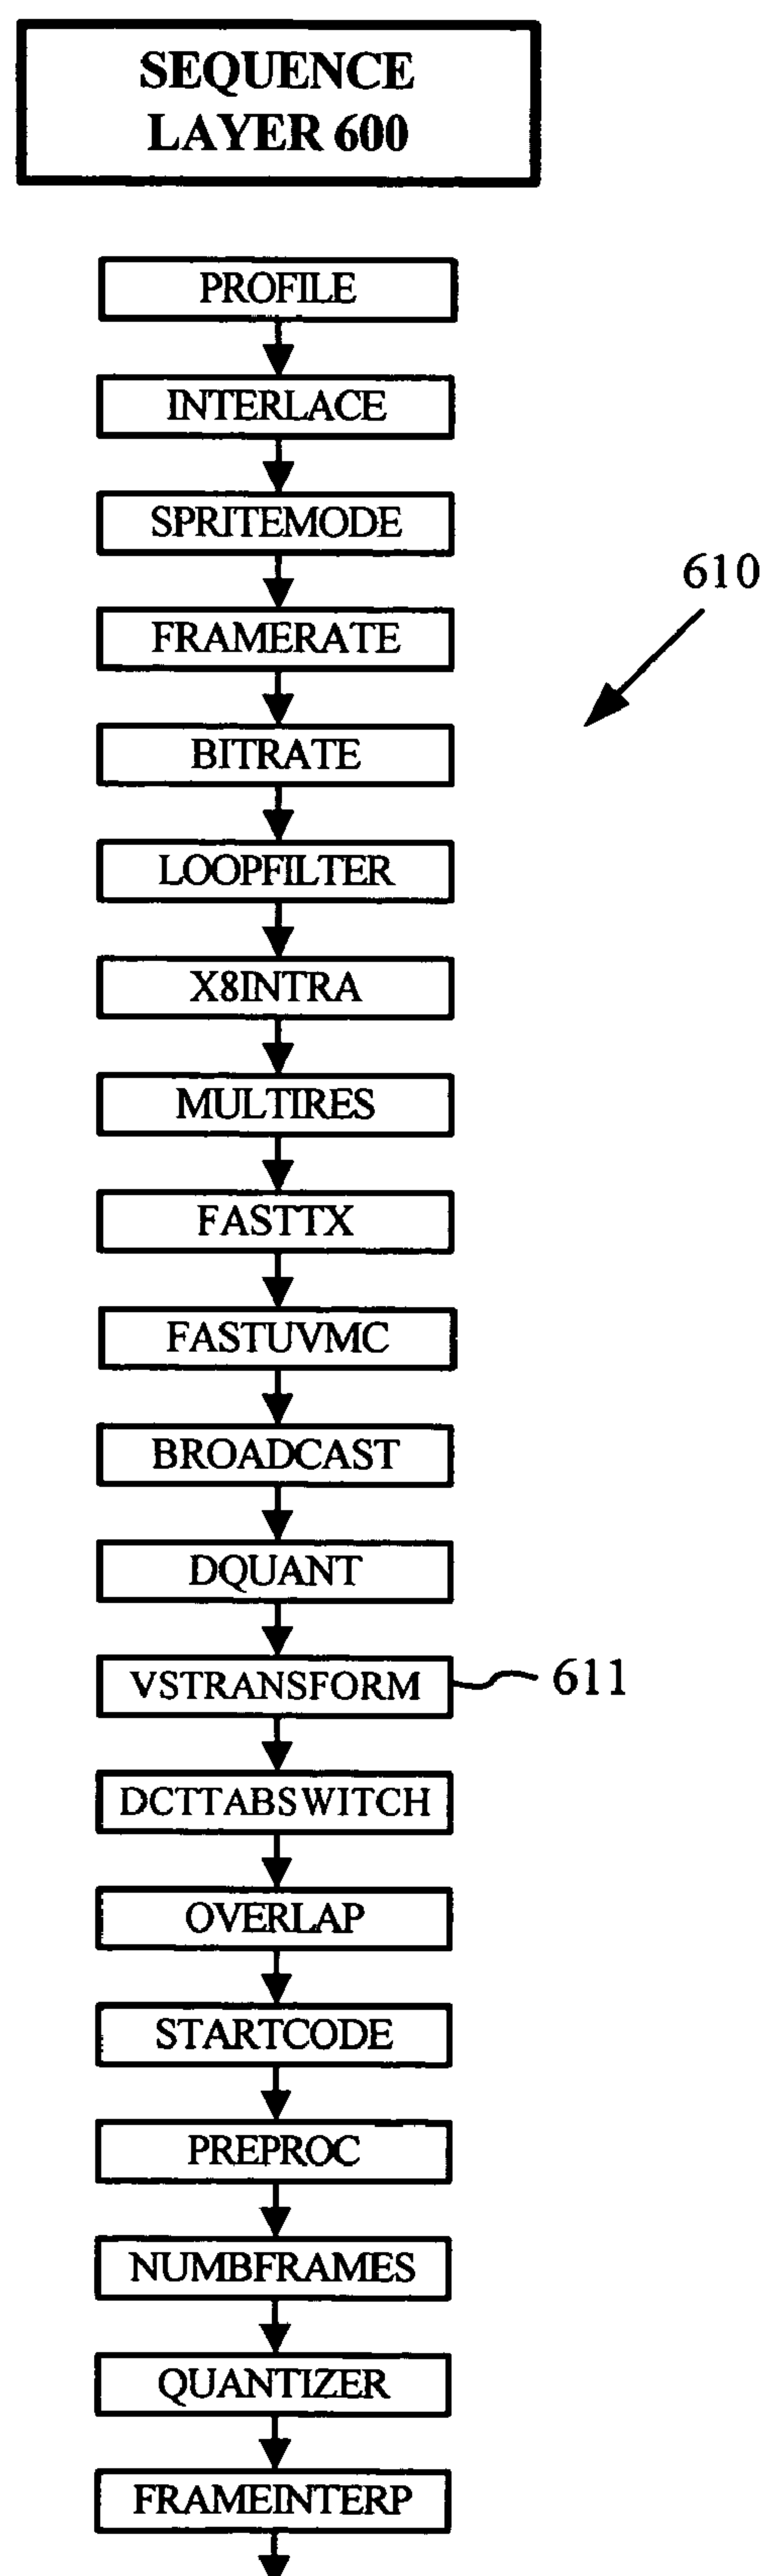 SEQUENCE
LAYER 600
PROFILE
INTERLACE
SPRITEMODE
610
FRAMERATE
BITRATE
LOOPFILTER
X8INTRA
MULTIRES
FASTTX
FASTUVMC
BROADCAST
DQUANT
VSTRANSFORM
611
DCTTABSWITCH
OVERLAP
STARTCODE
PREPROC
NUMBFRAMES
QUANTIZER
FRAMEINTERP